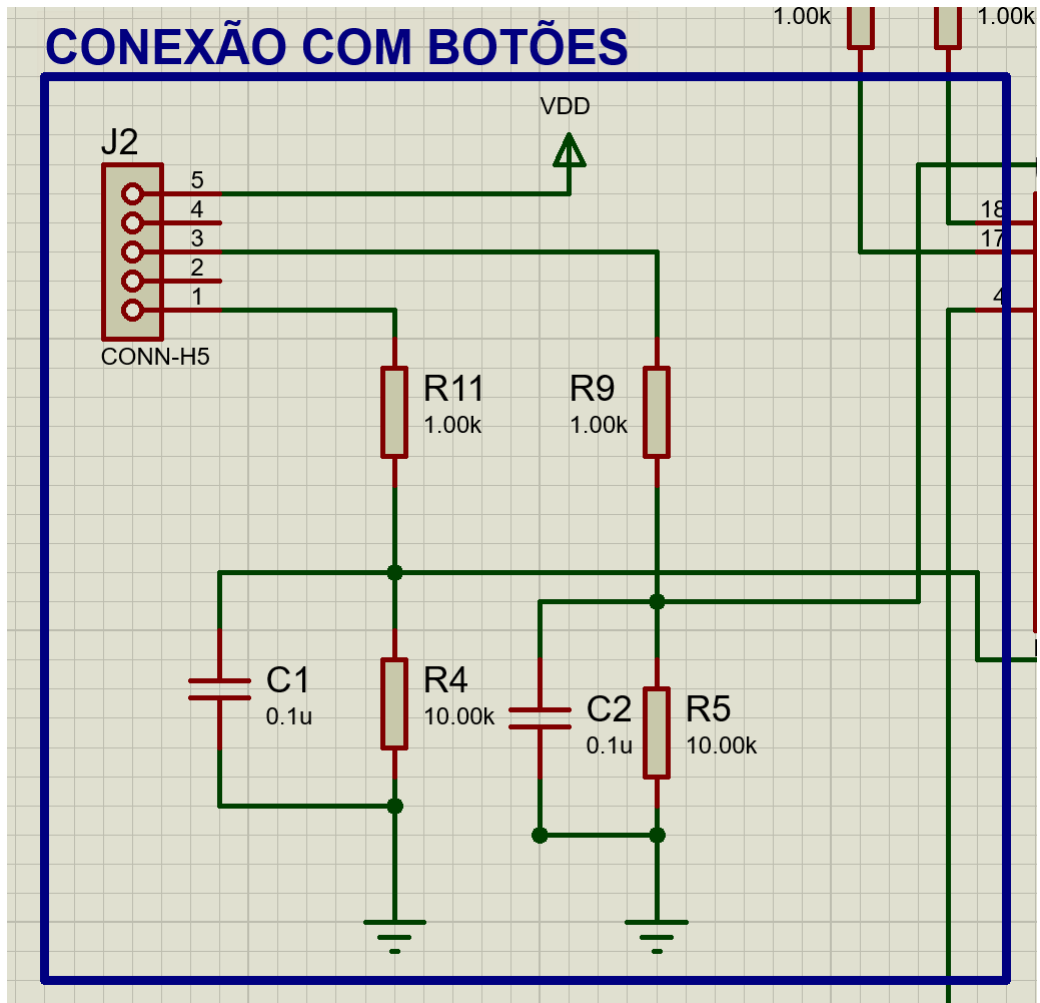 1.00k
1.00k
CONEXÃO COM BOTÕES
VDD
J2
5
4
3
2
1
CONN-H5
18
17
4
R11
1.00k
R9
1.00k
C1
0.1u
R4
10.00k
C2
0.1u
R5
10.00k